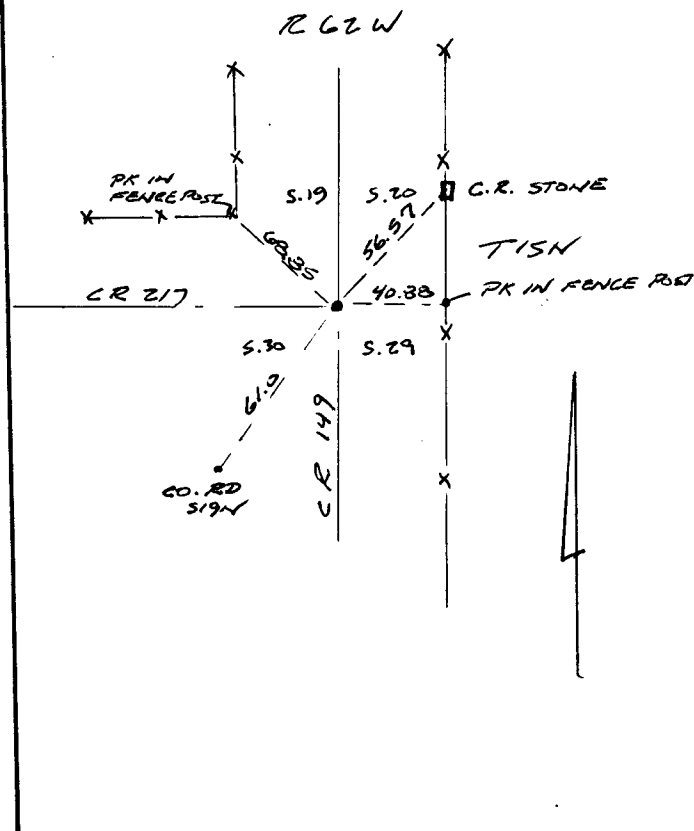 R 62 W
PK IN
FENCE POST
S.19
S.20
C.R. STONE
68.35
56.57
T15N
CR 217
40.88
PK IN FENCE POST
S.30
S.29
61.9
CR 149
CO. RD
SIGN